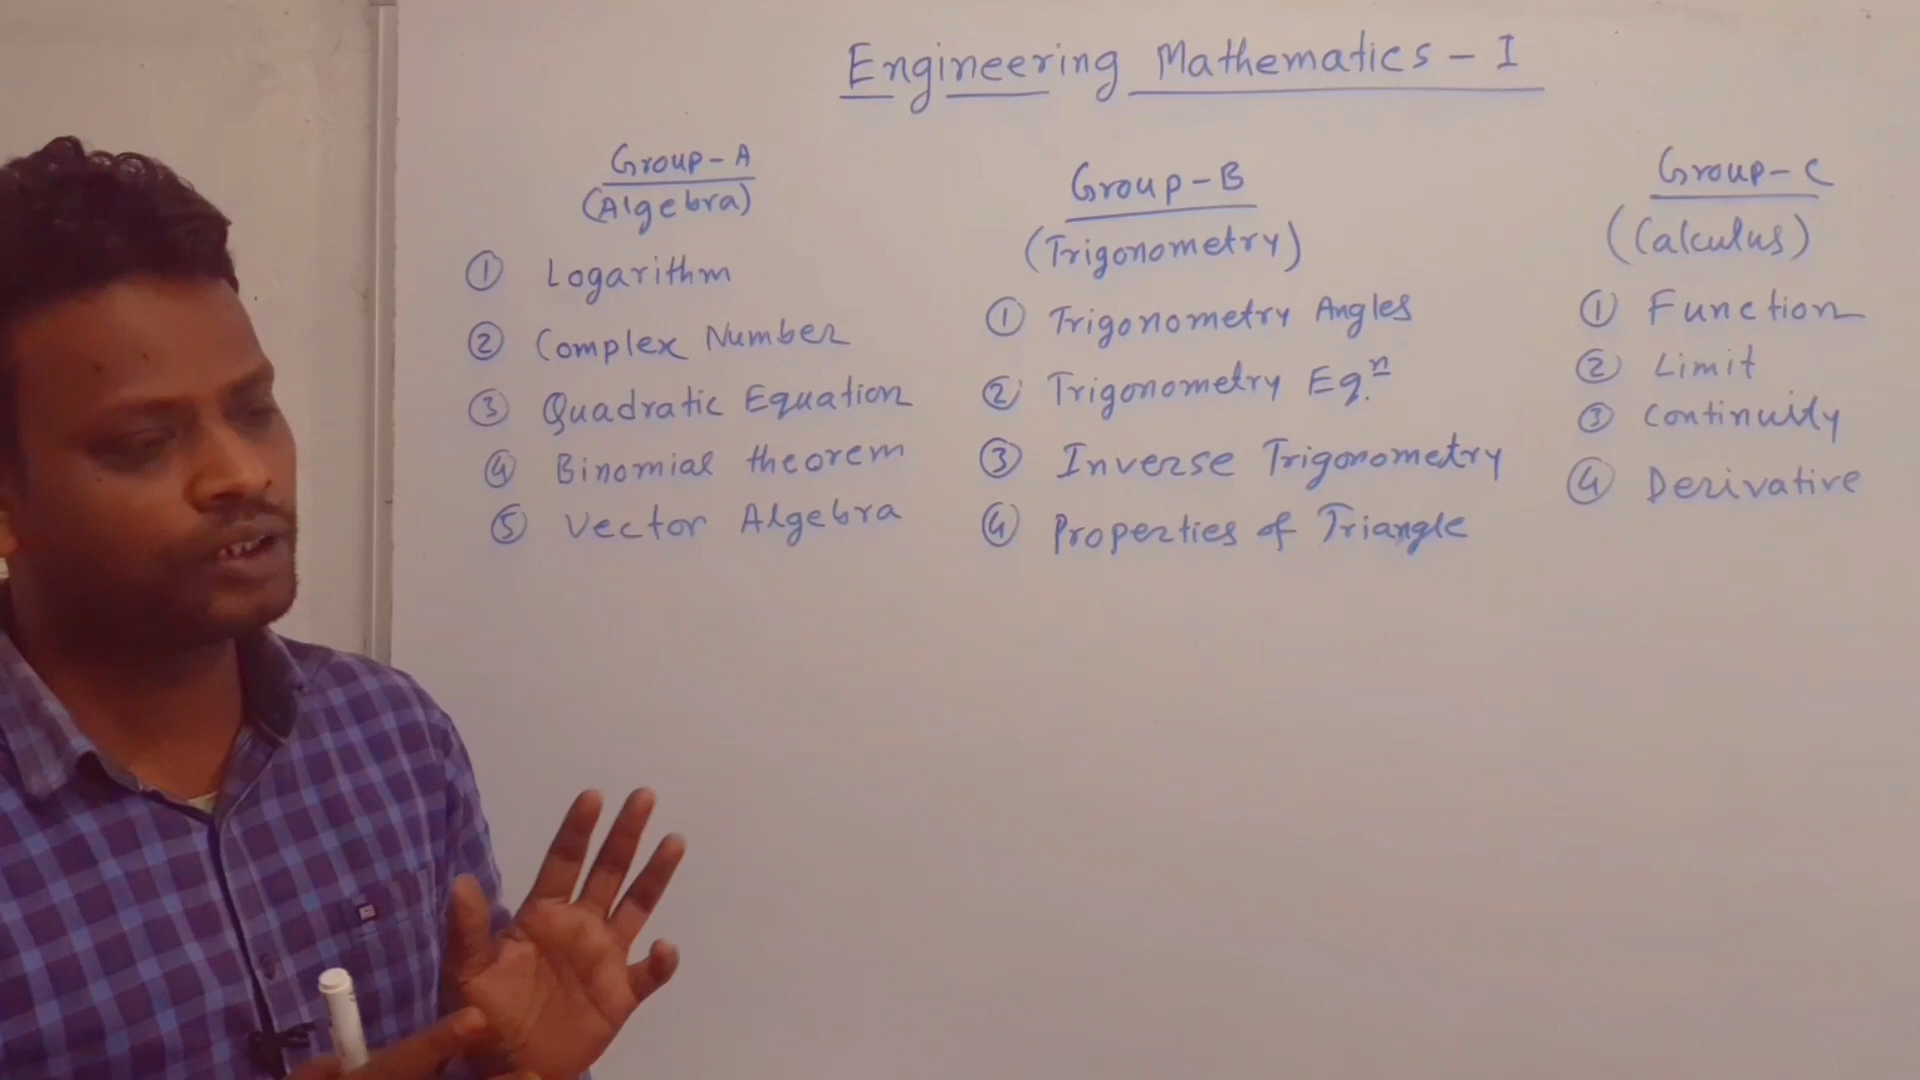 Engineering Mathematics - I
Group - A
(Algebra)
① Logarithm
② Complex Number
③ Quadratic Equation
④ Binomial theorem
⑤ Vector Algebra
Group - B
(Trigonometry)
① Trigonometry Angles
② Trigonometry Eq.ⁿ
③ Inverse Trigonometry
④ Properties of Triangle
Group - C
(Calculus)
① Function
② Limit
③ Continuity
④ Derivative